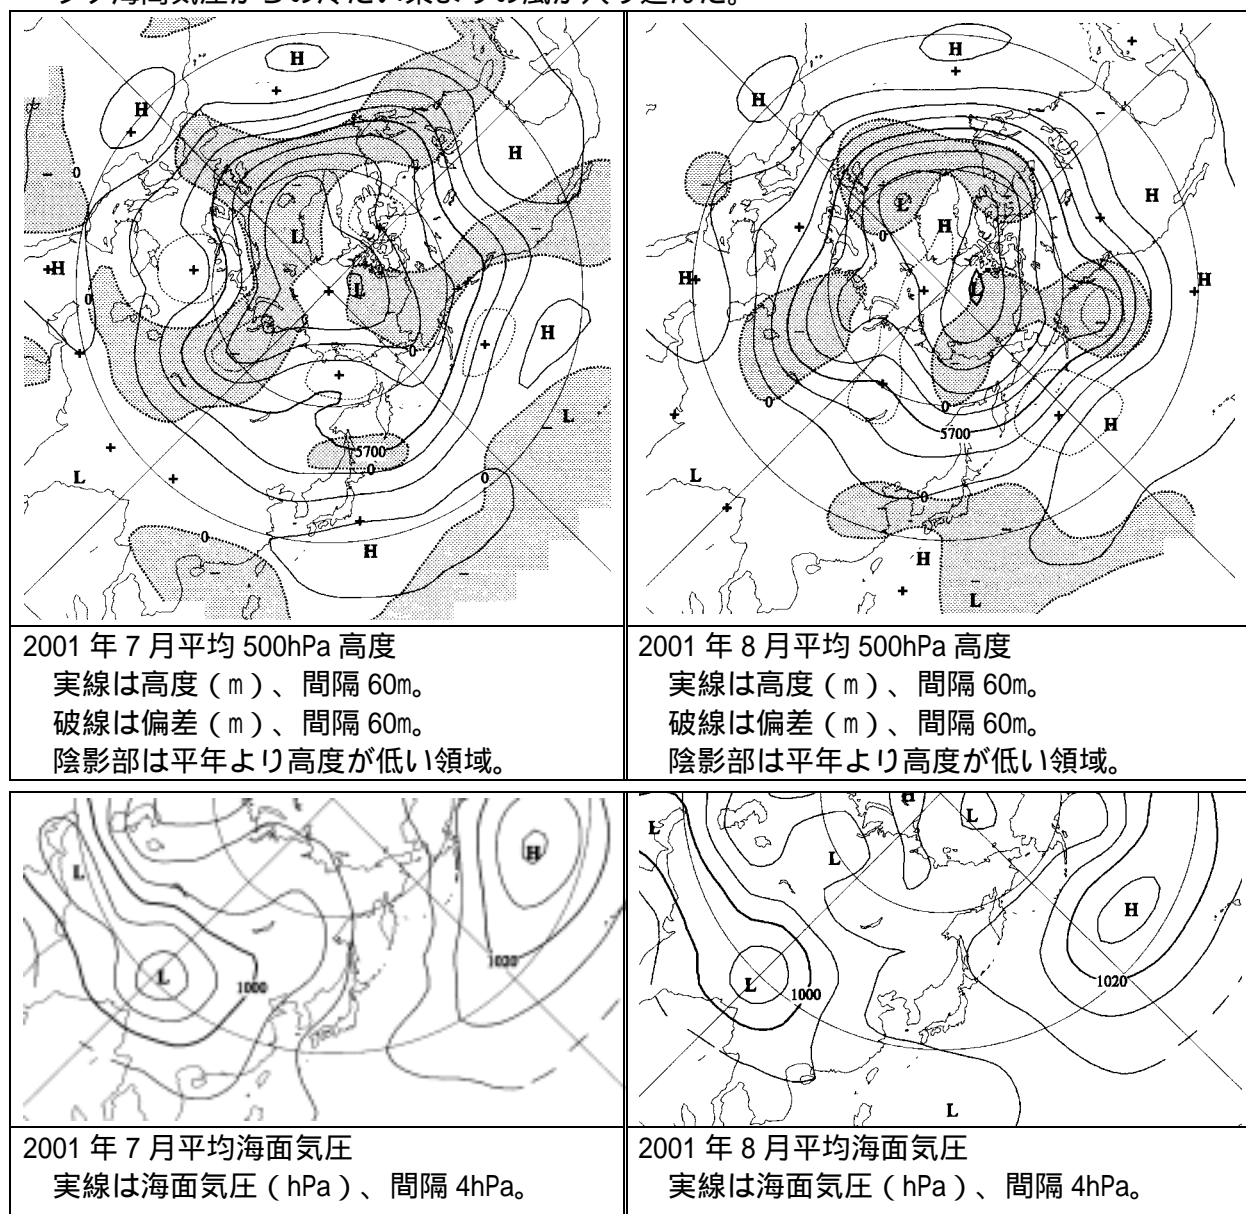 2001 年 7 月平均 500hPa 高度
実線は高度（m）、間隔 60m。
破線は偏差（m）、間隔 60m。
陰影部は平年より高度が低い領域。
2001 年 8 月平均 500hPa 高度
実線は高度（m）、間隔 60m。
破線は偏差（m）、間隔 60m。
陰影部は平年より高度が低い領域。
5700
5700
1000
1020
1000
1020
2001 年 7 月平均海面気圧
実線は海面気圧（hPa）、間隔 4hPa。
2001 年 8 月平均海面気圧
実線は海面気圧（hPa）、間隔 4hPa。